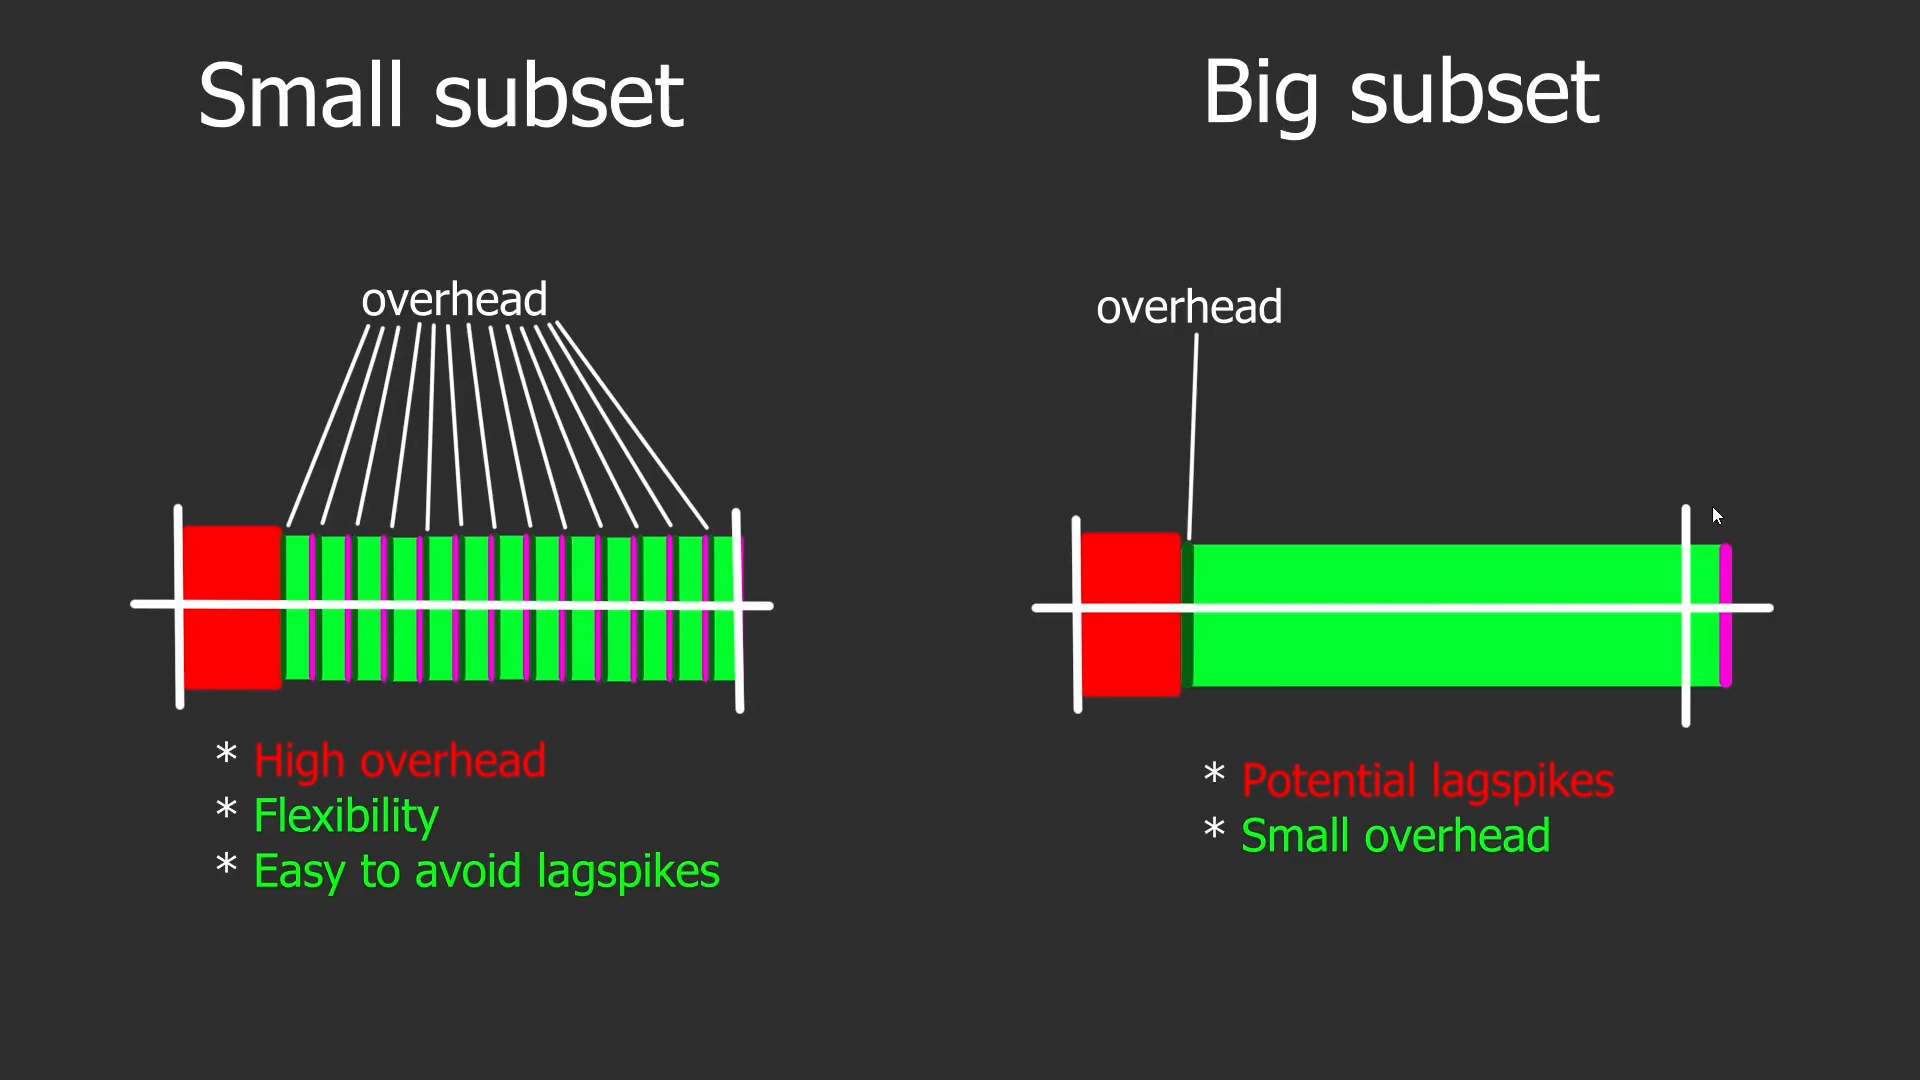 Small subset
overhead
* High overhead
* Flexibility
* Easy to avoid lagspikes
Big subset
overhead
* Potential lagspikes
* Small overhead